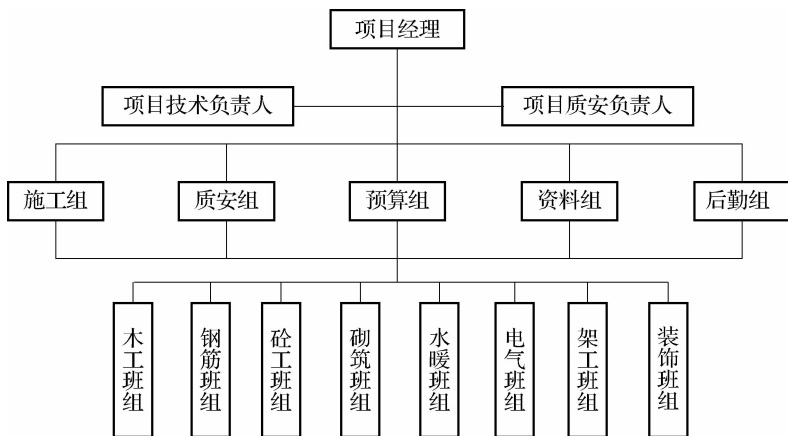 项目经理
项目技术负责人
项目质安负责人
施工组
质安组
预算组
资料组
后勤组
木工班组
钢筋班组
砼工班组
砌筑班组
水暖班组
电气班组
架工班组
装饰班组